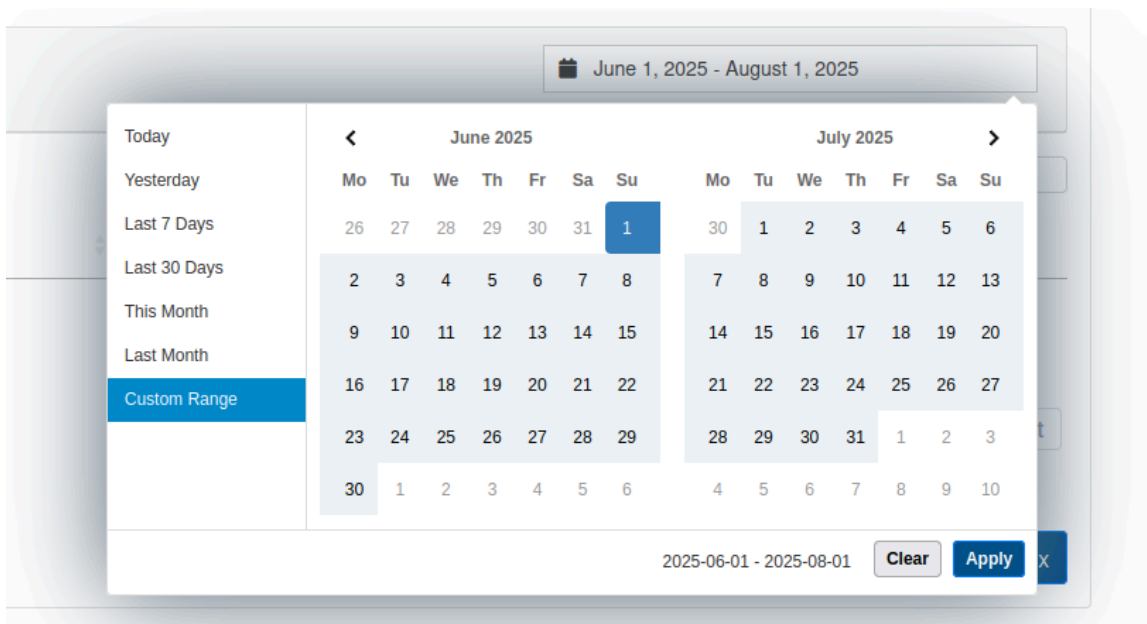 June 1, 2025 - August 1, 2025
Today
Yesterday
Last 7 Days
Last 30 Days
This Month
Last Month
Custom Range
June 2025
Mo Tu We Th Fr Sa Su
26 27 28 29 30 31 1
2 3 4 5 6 7 8
9 10 11 12 13 14 15
16 17 18 19 20 21 22
23 24 25 26 27 28 29
30 1 2 3 4 5 6
July 2025
Mo Tu We Th Fr Sa Su
30 1 2 3 4 5 6
7 8 9 10 11 12 13
14 15 16 17 18 19 20
21 22 23 24 25 26 27
28 29 30 31 1 2 3
4 5 6 7 8 9 10
2025-06-01 - 2025-08-01
Clear
Apply